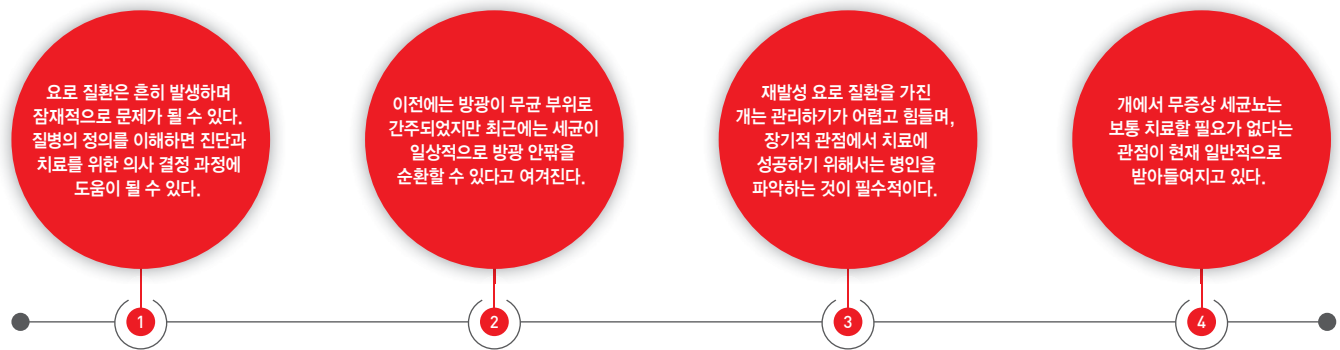 요로 질환은 흔히 발생하며
잠재적으로 문제가 될 수 있다.
질병의 정의를 이해하면 진단과
치료를 위한 의사 결정 과정에
도움이 될 수 있다.
이전에는 방광이 무균 부위로
간주되었지만 최근에는 세균이
일상적으로 방광 안팎을
순환할 수 있다고 여겨진다.
재발성 요로 질환을 가진
개는 관리하기가 어렵고 힘들며,
장기적 관점에서 치료에
성공하기 위해서는 병인을
파악하는 것이 필수적이다.
개에서 무증상 세균뇨는
보통 치료할 필요가 없다는
관점이 현재 일반적으로
받아들여지고 있다.
1
2
3
4